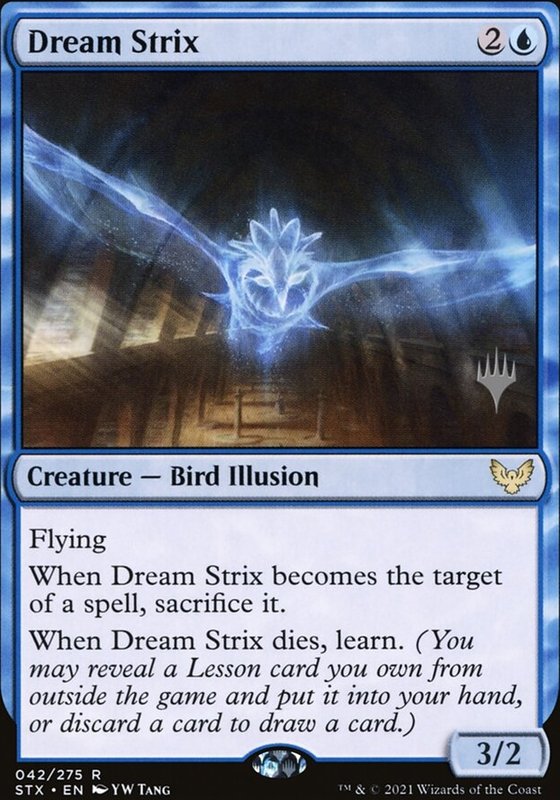 Dream Strix 2
Creature — Bird Illusion
Flying
When Dream Strix becomes the target
of a spell, sacrifice it.
When Dream Strix dies, learn. (You
may reveal a Lesson card you own from
outside the game and put it into your hand,
or discard a card to draw a card.)
3/2
042/275 R
STX • EN YW TANG ™ & © 2021 Wizards of the Coast